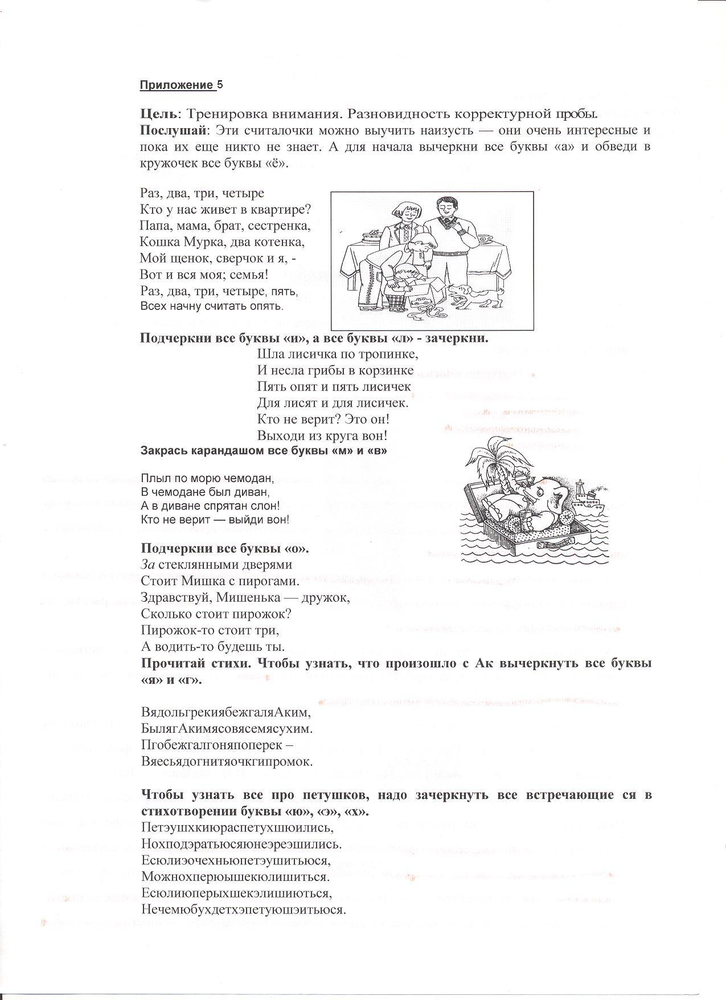 Приложение 5
Цель: Тренировка внимания. Разновидность корректурной пробы.
Послушай: Эти считалочки можно выучить наизусть — они очень интересные и
пока их еще никто не знает. А для начала вычеркни все буквы «а» и обведи в
кружочек все буквы «ё».
Раз, два, три, четыре
Кто у нас живет в квартире?
Папа, мама, брат, сестренка,
Кошка Мурка, два котенка,
Мой щенок, сверчок и я, -
Вот и вся моя; семья!
Раз, два, три, четыре, пять,
Всех начну считать опять.
Подчеркни все буквы «и», а все буквы «л» - зачеркни.
Шла лисичка по тропинке,
И несла грибы в корзинке
Пять опят и пять лисичек
Для лисят и для лисичек.
Кто не верит? Это он!
Выходи из круга вон!
Закрась карандашом все буквы «м» и «в»
Плыл по морю чемодан,
В чемодане был диван,
А в диване спрятан слон!
Кто не верит — выйди вон!
Подчеркни все буквы «о».
За стеклянными дверями
Стоит Мишка с пирогами.
Здравствуй, Мишенька — дружок,
Сколько стоит пирожок?
Пирожок-то стоит три,
А водить-то будешь ты.
Прочитай стихи. Чтобы узнать, что произошло с Ак вычеркнуть все буквы
«я» и «г».
ВядольгрекиябежгаляАким,
БылягАкимясовясемясухим.
Пгобежгалгоняпоперек –
Вяесьядогнитяочкгипромок.
Чтобы узнать все про петушков, надо зачеркнуть все встречающие ся в
стихотворении буквы «ю», «э», «х».
Петэушхкиюраспетухшюились,
Нохподэратьюсяюнеэреэшились.
Есюлиэочехньюпетэушитьюся,
Можнохперюышекюлишиться.
Есюлиюперыхшекэлишиються,
Нечемюбухдетхэпетуюшэитьюся.